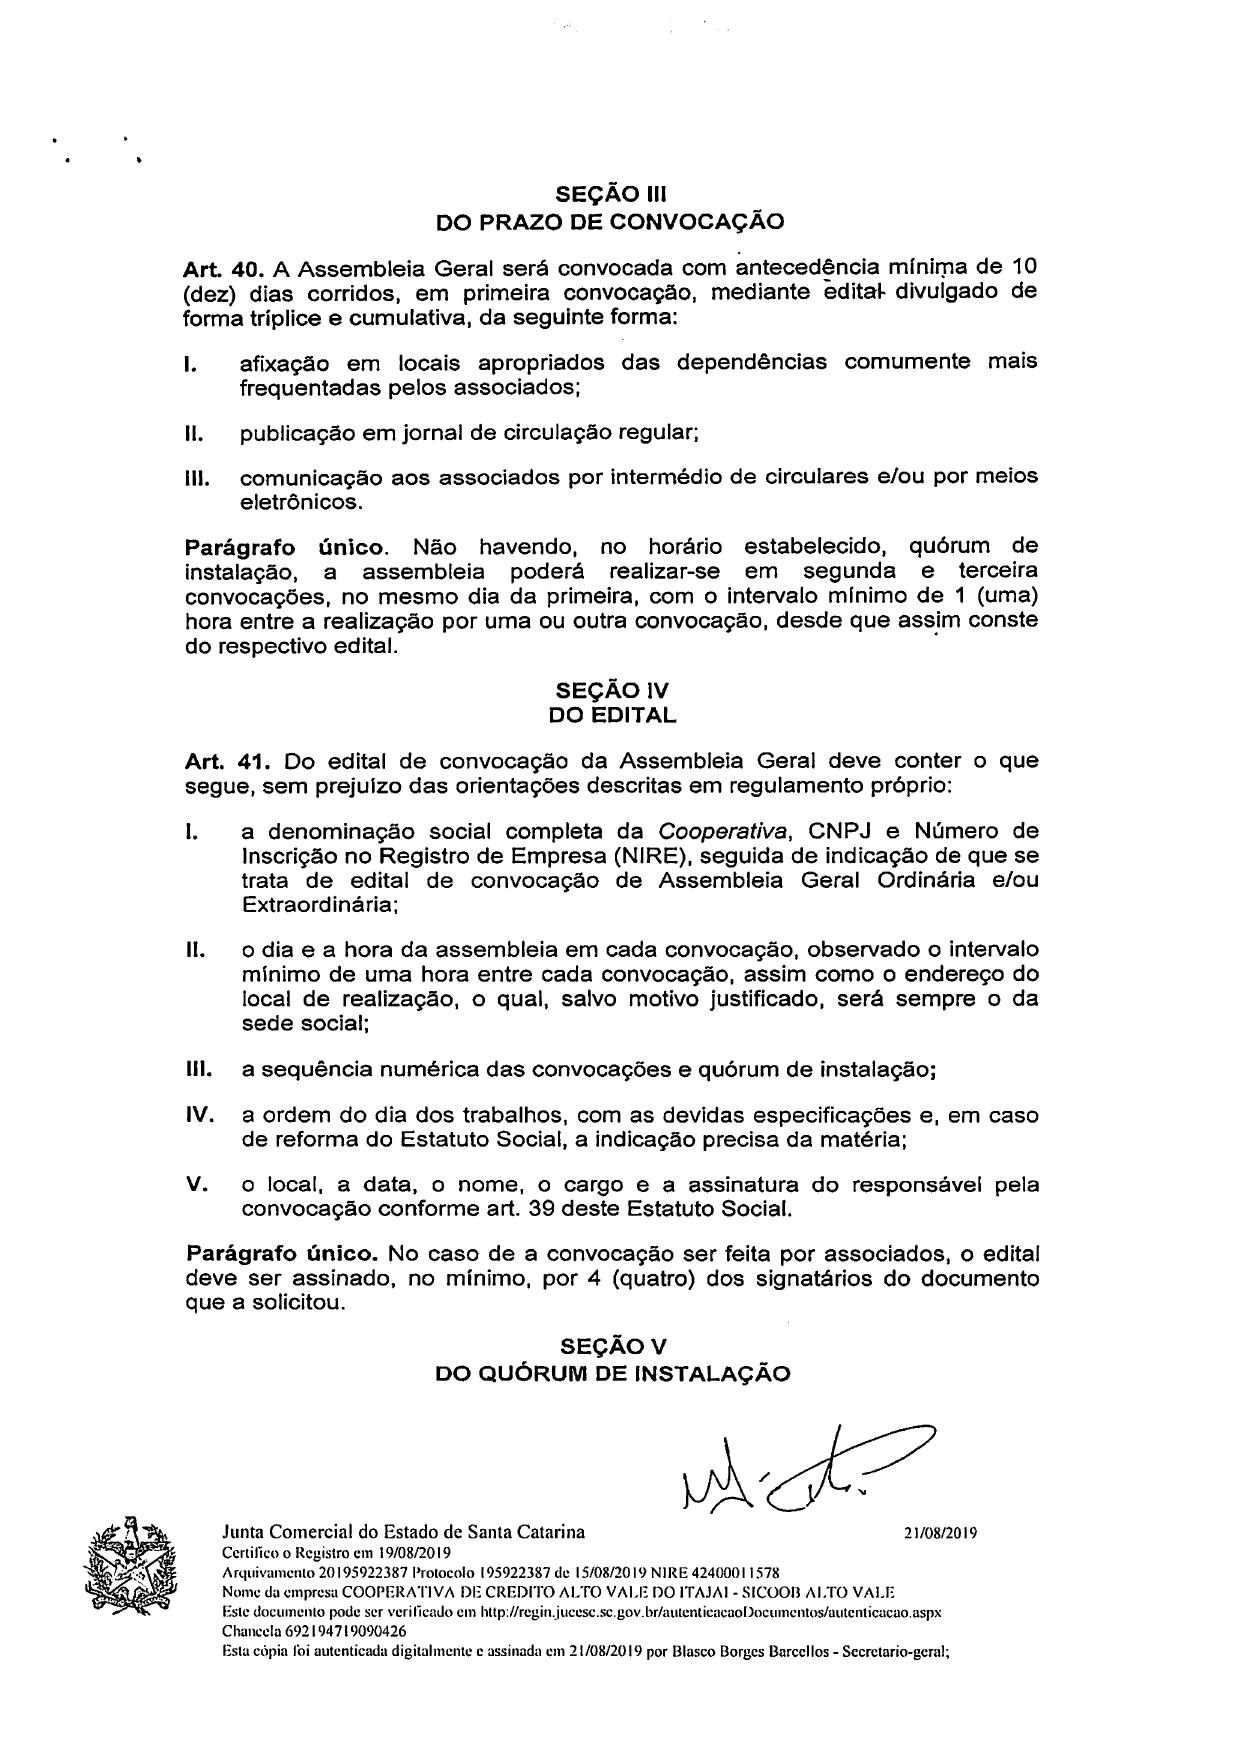 SEÇÃO III
DO PRAZO DE CONVOCAÇÃO
Art. 40. A Assembleia Geral será convocada com antecedência mínima de 10
(dez) dias corridos, em primeira convocação, mediante edital divulgado de
forma tríplice e cumulativa, da seguinte forma:
I. afixação em locais apropriados das dependências comumente mais
frequentadas pelos associados;
II. publicação em jornal de circulação regular;
III. comunicação aos associados por intermédio de circulares e/ou por meios
eletrônicos.
Parágrafo único. Não havendo, no horário estabelecido, quórum de
instalação, a assembleia poderá realizar-se em segunda e terceira
convocações, no mesmo dia da primeira, com o intervalo mínimo de 1 (uma)
hora entre a realização por uma ou outra convocação, desde que assim conste
do respectivo edital.
SEÇÃO IV
DO EDITAL
Art. 41. Do edital de convocação da Assembleia Geral deve conter o que
segue, sem prejuízo das orientações descritas em regulamento próprio:
I. a denominação social completa da Cooperativa, CNPJ e Número de
Inscrição no Registro de Empresa (NIRE), seguida de indicação de que se
trata de edital de convocação de Assembleia Geral Ordinária e/ou
Extraordinária;
II. o dia e a hora da assembleia em cada convocação, observado o intervalo
mínimo de uma hora entre cada convocação, assim como o endereço do
local de realização, o qual, salvo motivo justificado, será sempre o da
sede social;
III. a sequência numérica das convocações e quórum de instalação;
IV. a ordem do dia dos trabalhos, com as devidas especificações e, em caso
de reforma do Estatuto Social, a indicação precisa da matéria;
V. o local, a data, o nome, o cargo e a assinatura do responsável pela
convocação conforme art. 39 deste Estatuto Social.
Parágrafo único. No caso de a convocação ser feita por associados, o edital
deve ser assinado, no mínimo, por 4 (quatro) dos signatários do documento
que a solicitou.
SEÇÃO V
DO QUÓRUM DE INSTALAÇÃO
Junta Comercial do Estado de Santa Catarina 21/08/2019
Certifico o Registro em 19/08/2019
Arquivamento 20195922387 Protocolo 195922387 de 15/08/2019 NIRE 42400011578
Nome da empresa COOPERATIVA DE CREDITO ALTO VALE DO ITAJAI - SICOOB ALTO VALE
Este documento pode ser verificado em http://regin.jucesc.sc.gov.br/autenticacaoDocumentos/autenticacao.aspx
Chancela 692194719090426
Esta cópia foi autenticada digitalmente e assinada em 21/08/2019 por Blasco Borges Barcellos - Secretario-geral;